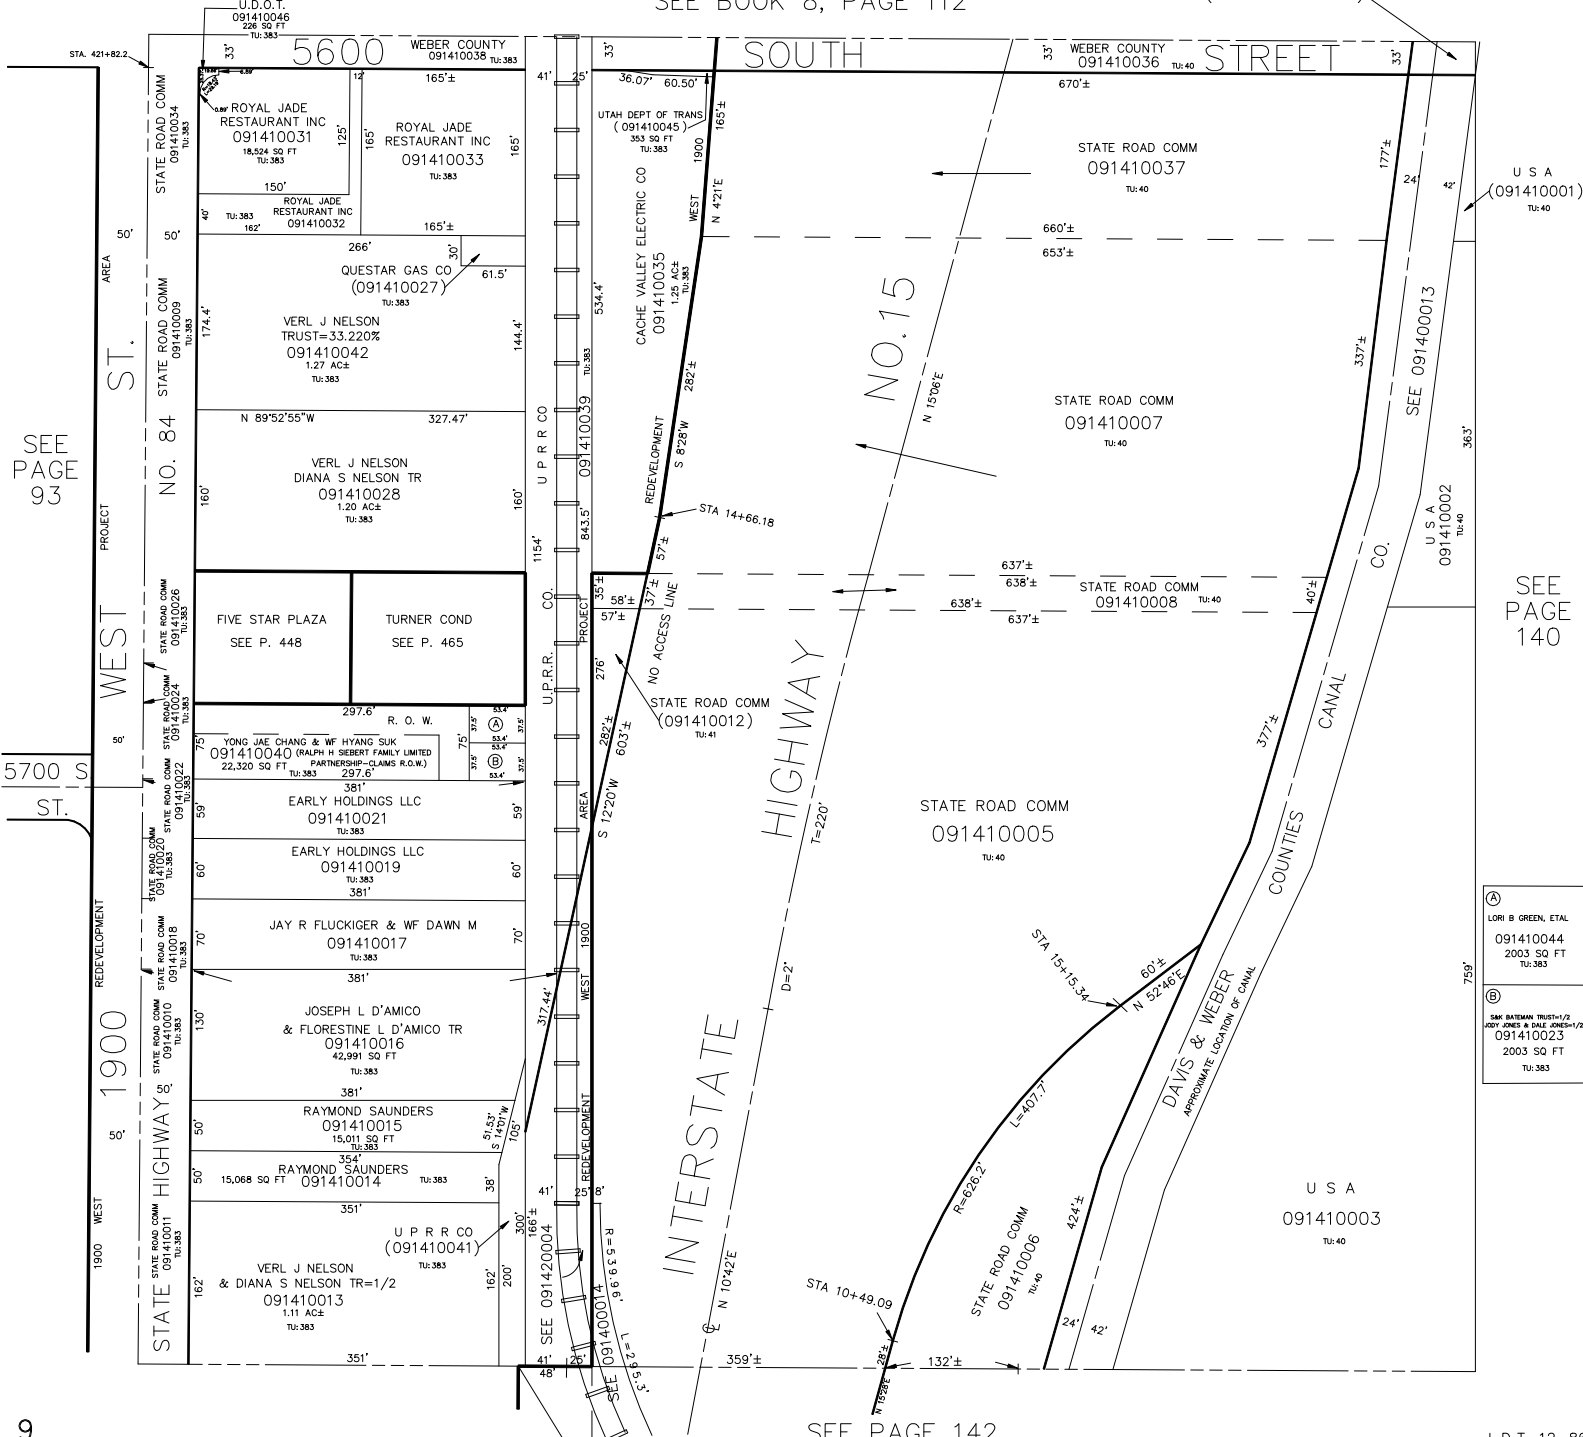 U.D.O.T.
091410046
226 SQ FT
TU: 383
SEE BOOK 8, PAGE 112
STA. 421+82.2
33'
5600
WEBER COUNTY
091410038 TU: 383
33'
SOUTH
33'
WEBER COUNTY
091410036 TU: 40
STREET
33'
12'
165'±
41'
25'
36.07'
60.50'
670'±
6.89'
0.89'
STATE ROAD COMM
091410034
TU: 383
ROYAL JADE
RESTAURANT INC
091410031
18,524 SQ FT
TU: 383
125'
150'
165'
ROYAL JADE
RESTAURANT INC
091410033
TU: 383
165'
165'±
40'
TU: 383
162'
ROYAL JADE
RESTAURANT INC
091410032
UTAH DEPT OF TRANS
(091410045)
353 SQ FT
TU: 383
1900
WEST
165'±
N 4°21'E
STATE ROAD COMM
091410037
TU: 40
177'±
24'
42'
U S A
(091410001)
TU: 40
660'±
653'±
50'
50'
AREA
ST.
STATE ROAD COMM
091410009
TU: 383
266'
30'
61.5'
QUESTAR GAS CO
(091410027)
TU: 383
174.4'
144.4'
VERL J NELSON
TRUST=33.220%
091410042
1.27 AC±
TU: 383
N 89°52'55"W
327.47'
534.4'
CACHE VALLEY ELECTRIC CO
091410035
1.25 AC±
TU: 383
282'±
S 8°28'W
REDEVELOPMENT
NO. 15
N 15°06'E
STATE ROAD COMM
091410007
TU: 40
337'±
SEE 091400013
363'
U S A
091410002
TU: 40
SEE
PAGE
93
NO. 84
PROJECT
160'
VERL J NELSON
DIANA S NELSON TR
091410028
1.20 AC±
TU: 383
160'
U P R R CO
091410039
TU: 383
843.5'
1154'
STA 14+66.18
57'±
637'±
638'±
STATE ROAD COMM
091410008 TU: 40
638'±
637'±
40'±
CO.
SEE
PAGE
140
WEST
STATE ROAD COMM
091410026
TU: 383
FIVE STAR PLAZA
SEE P. 448
TURNER COND
SEE P. 465
U.P.R.R. CO.
PROJECT
35'±
58'±
57'±
37'±
NO ACCESS LINE
276'
STATE ROAD COMM
(091410012)
TU: 41
282'±
603'±
S 12°20'W
HIGHWAY
T=220'
CANAL
377'±
50'
5700 S
ST.
STATE ROAD COMM
091410024
TU: 383
297.6'
R. O. W.
75'
YONG JAE CHANG & WF HYANG SUK
091410040 (RALPH H SIEBERT FAMILY LIMITED
22,320 SQ FT PARTNERSHIP-CLAIMS R.O.W.)
TU: 383 297.6'
75'
37.5'
53.4'
A
37.5'
53.4'
53.4'
37.5'
B
37.5'
53.4'
STATE ROAD COMM
091410022
TU: 383
381'
EARLY HOLDINGS LLC
091410021
TU: 383
59'
59'
STATE ROAD COMM
091410020
TU: 383
EARLY HOLDINGS LLC
091410019
TU: 383
381'
60'
60'
AREA
STATE ROAD COMM
091410005
TU: 40
COUNTIES
REDEVELOPMENT
STATE ROAD COMM
091410018
TU: 383
70'
JAY R FLUCKIGER & WF DAWN M
091410017
TU: 383
70'
381'
1900
WEST
317.44'
D=2°
STA 15+15.34
60'±
N 52°46'E
DAVIS & WEBER
APPROXIMATE LOCATION OF CANAL
759'
A
LORI B GREEN, ETAL
091410044
2003 SQ FT
TU: 383
B
S&K BATEMAN TRUST=1/2
JODY JONES & DALE JONES=1/2
091410023
2003 SQ FT
TU: 383
1900
STATE ROAD COMM
091410010
TU: 383
130'
JOSEPH L D'AMICO
& FLORESTINE L D'AMICO TR
091410016
42,991 SQ FT
TU: 383
381'
50'
50'
HIGHWAY
50'
RAYMOND SAUNDERS
091410015
15,011 SQ FT
TU: 383
354'
51.53'
S 14°01'W
105'
50'
15,068 SQ FT
RAYMOND SAUNDERS
091410014
TU: 383
38'
351'
REDEVELOPMENT
INTERSTATE
L=407.7'
R=626.2'
41'
25'
8'
1900 WEST
STATE
STATE ROAD COMM
091410011
TU: 383
162'
U P R R CO
(091410041)
TU: 383
VERL J NELSON
& DIANA S NELSON TR=1/2
091410013
1.11 AC±
TU: 383
162'
200'
300'
166'±
SEE 091420004
R=539.96'
SEE 091400014
L=295.3'
N 10°42'E
STA 10+49.09
STATE ROAD COMM
091410006
TU: 40
424'±
24'
42'
U S A
091410003
TU: 40
351'
41'
25'
48'
359'±
28'±
N 15°28'E
132'±
9
SEE PAGE 142